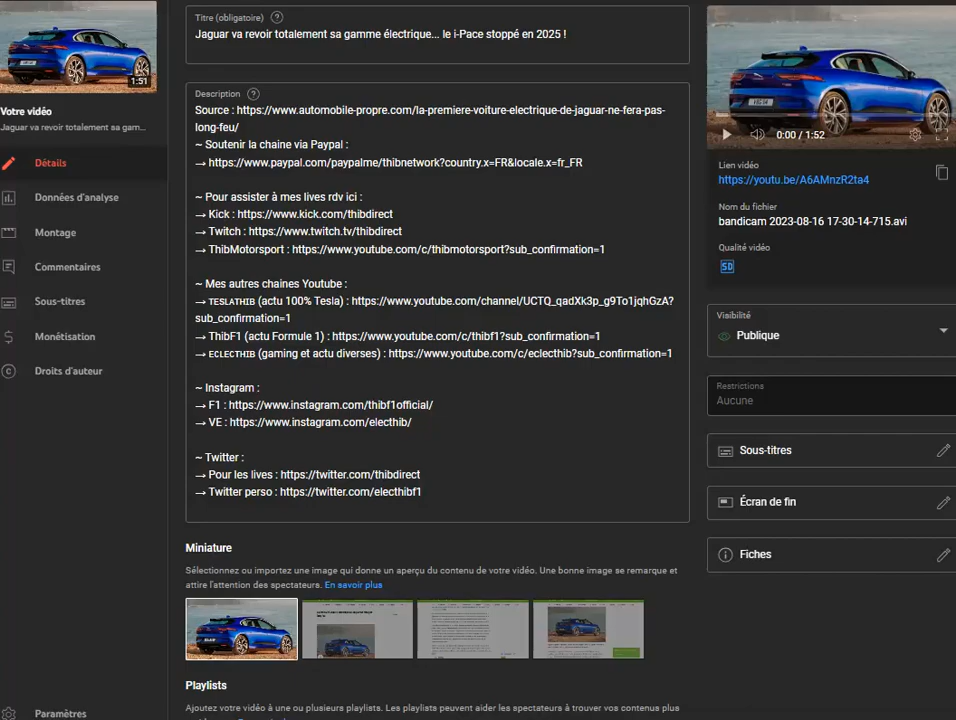 1:51
Votre vidéo
Jaguar va revoir totalement sa gam...
Détails
Données d'analyse
Montage
Commentaires
Sous-titres
Monétisation
Droits d'auteur
Paramètres
Titre (obligatoire)
Jaguar va revoir totalement sa gamme électrique... le i-Pace stoppé en 2025 !
Description
Source : https://www.automobile-propre.com/la-premiere-voiture-electrique-de-jaguar-ne-fera-pas-
long-feu/
~ Soutenir la chaine via Paypal :
→ https://www.paypal.com/paypalme/thibnetwork?country.x=FR&locale.x=fr_FR
~ Pour assister à mes lives rdv ici :
→ Kick : https://www.kick.com/thibdirect
→ Twitch : https://www.twitch.tv/thibdirect
→ ThibMotorsport : https://www.youtube.com/c/thibmotorsport?sub_confirmation=1
~ Mes autres chaines Youtube :
→ TESLATHIB (actu 100% Tesla) : https://www.youtube.com/channel/UCTQ_qadXk3p_g9To1jqhGzA?
sub_confirmation=1
→ ThibF1 (actu Formule 1) : https://www.youtube.com/c/thibf1?sub_confirmation=1
→ ECLECTHIB (gaming et actu diverses) : https://www.youtube.com/c/eclecthib?sub_confirmation=1
~ Instagram :
→ F1 : https://www.instagram.com/thibf1official/
→ VE : https://www.instagram.com/electhib/
~ Twitter :
→ Pour les lives : https://twitter.com/thibdirect
→ Twitter perso : https://twitter.com/electhibf1
Miniature
Sélectionnez ou importez une image qui donne un aperçu du contenu de votre vidéo. Une bonne image se remarque et
attire l'attention des spectateurs. En savoir plus
Playlists
Ajoutez votre vidéo à une ou plusieurs playlists. Les playlists peuvent aider les spectateurs à trouver vos contenus plus
0:00 / 1:52
Lien vidéo
https://youtu.be/A6AMnzR2ta4
Nom du fichier
bandicam 2023-08-16 17-30-14-715.avi
Qualité vidéo
SD
Visibilité
Publique
Restrictions
Aucune
Sous-titres
Écran de fin
Fiches